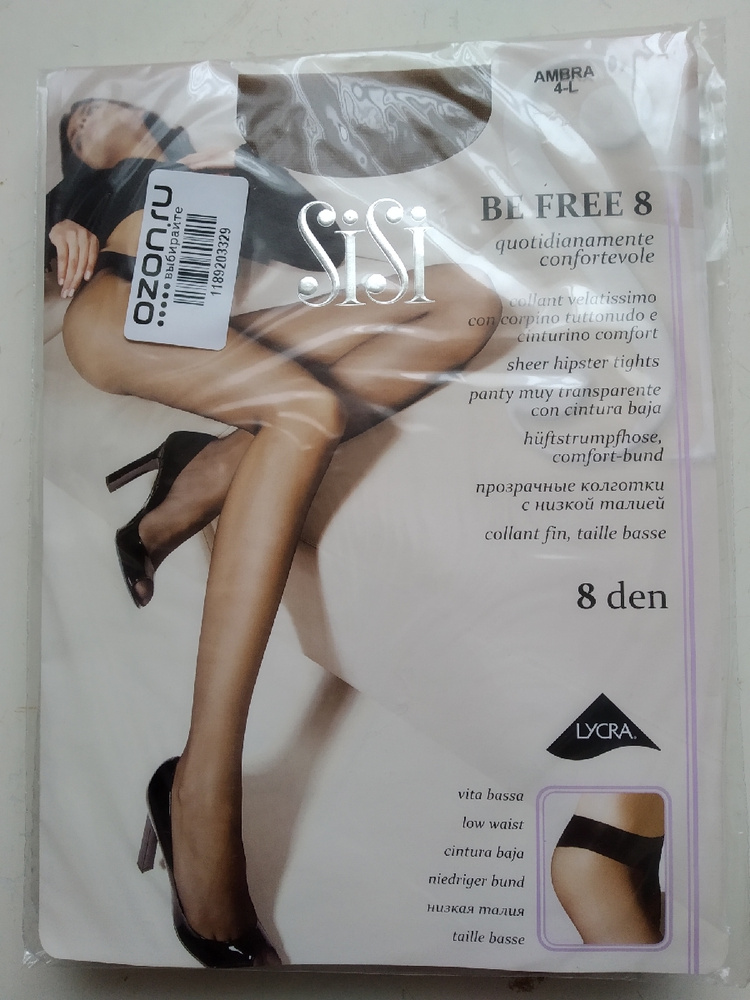 AMBRA
4-L
ozon.ru
выбирайте
1189203329
SiSi
BE FREE 8
quotidianamente
confortevole
collant velatissimo
con corpino tuttonudo e
cinturino comfort
sheer hipster tights
panty muy transparente
con cintura baja
hüftstrumpfhose,
comfort-bund
прозрачные колготки
с низкой талией
collant fin, taille basse
8 den
LYCRA.
vita bassa
low waist
cintura baja
niedriger bund
низкая талия
taille basse